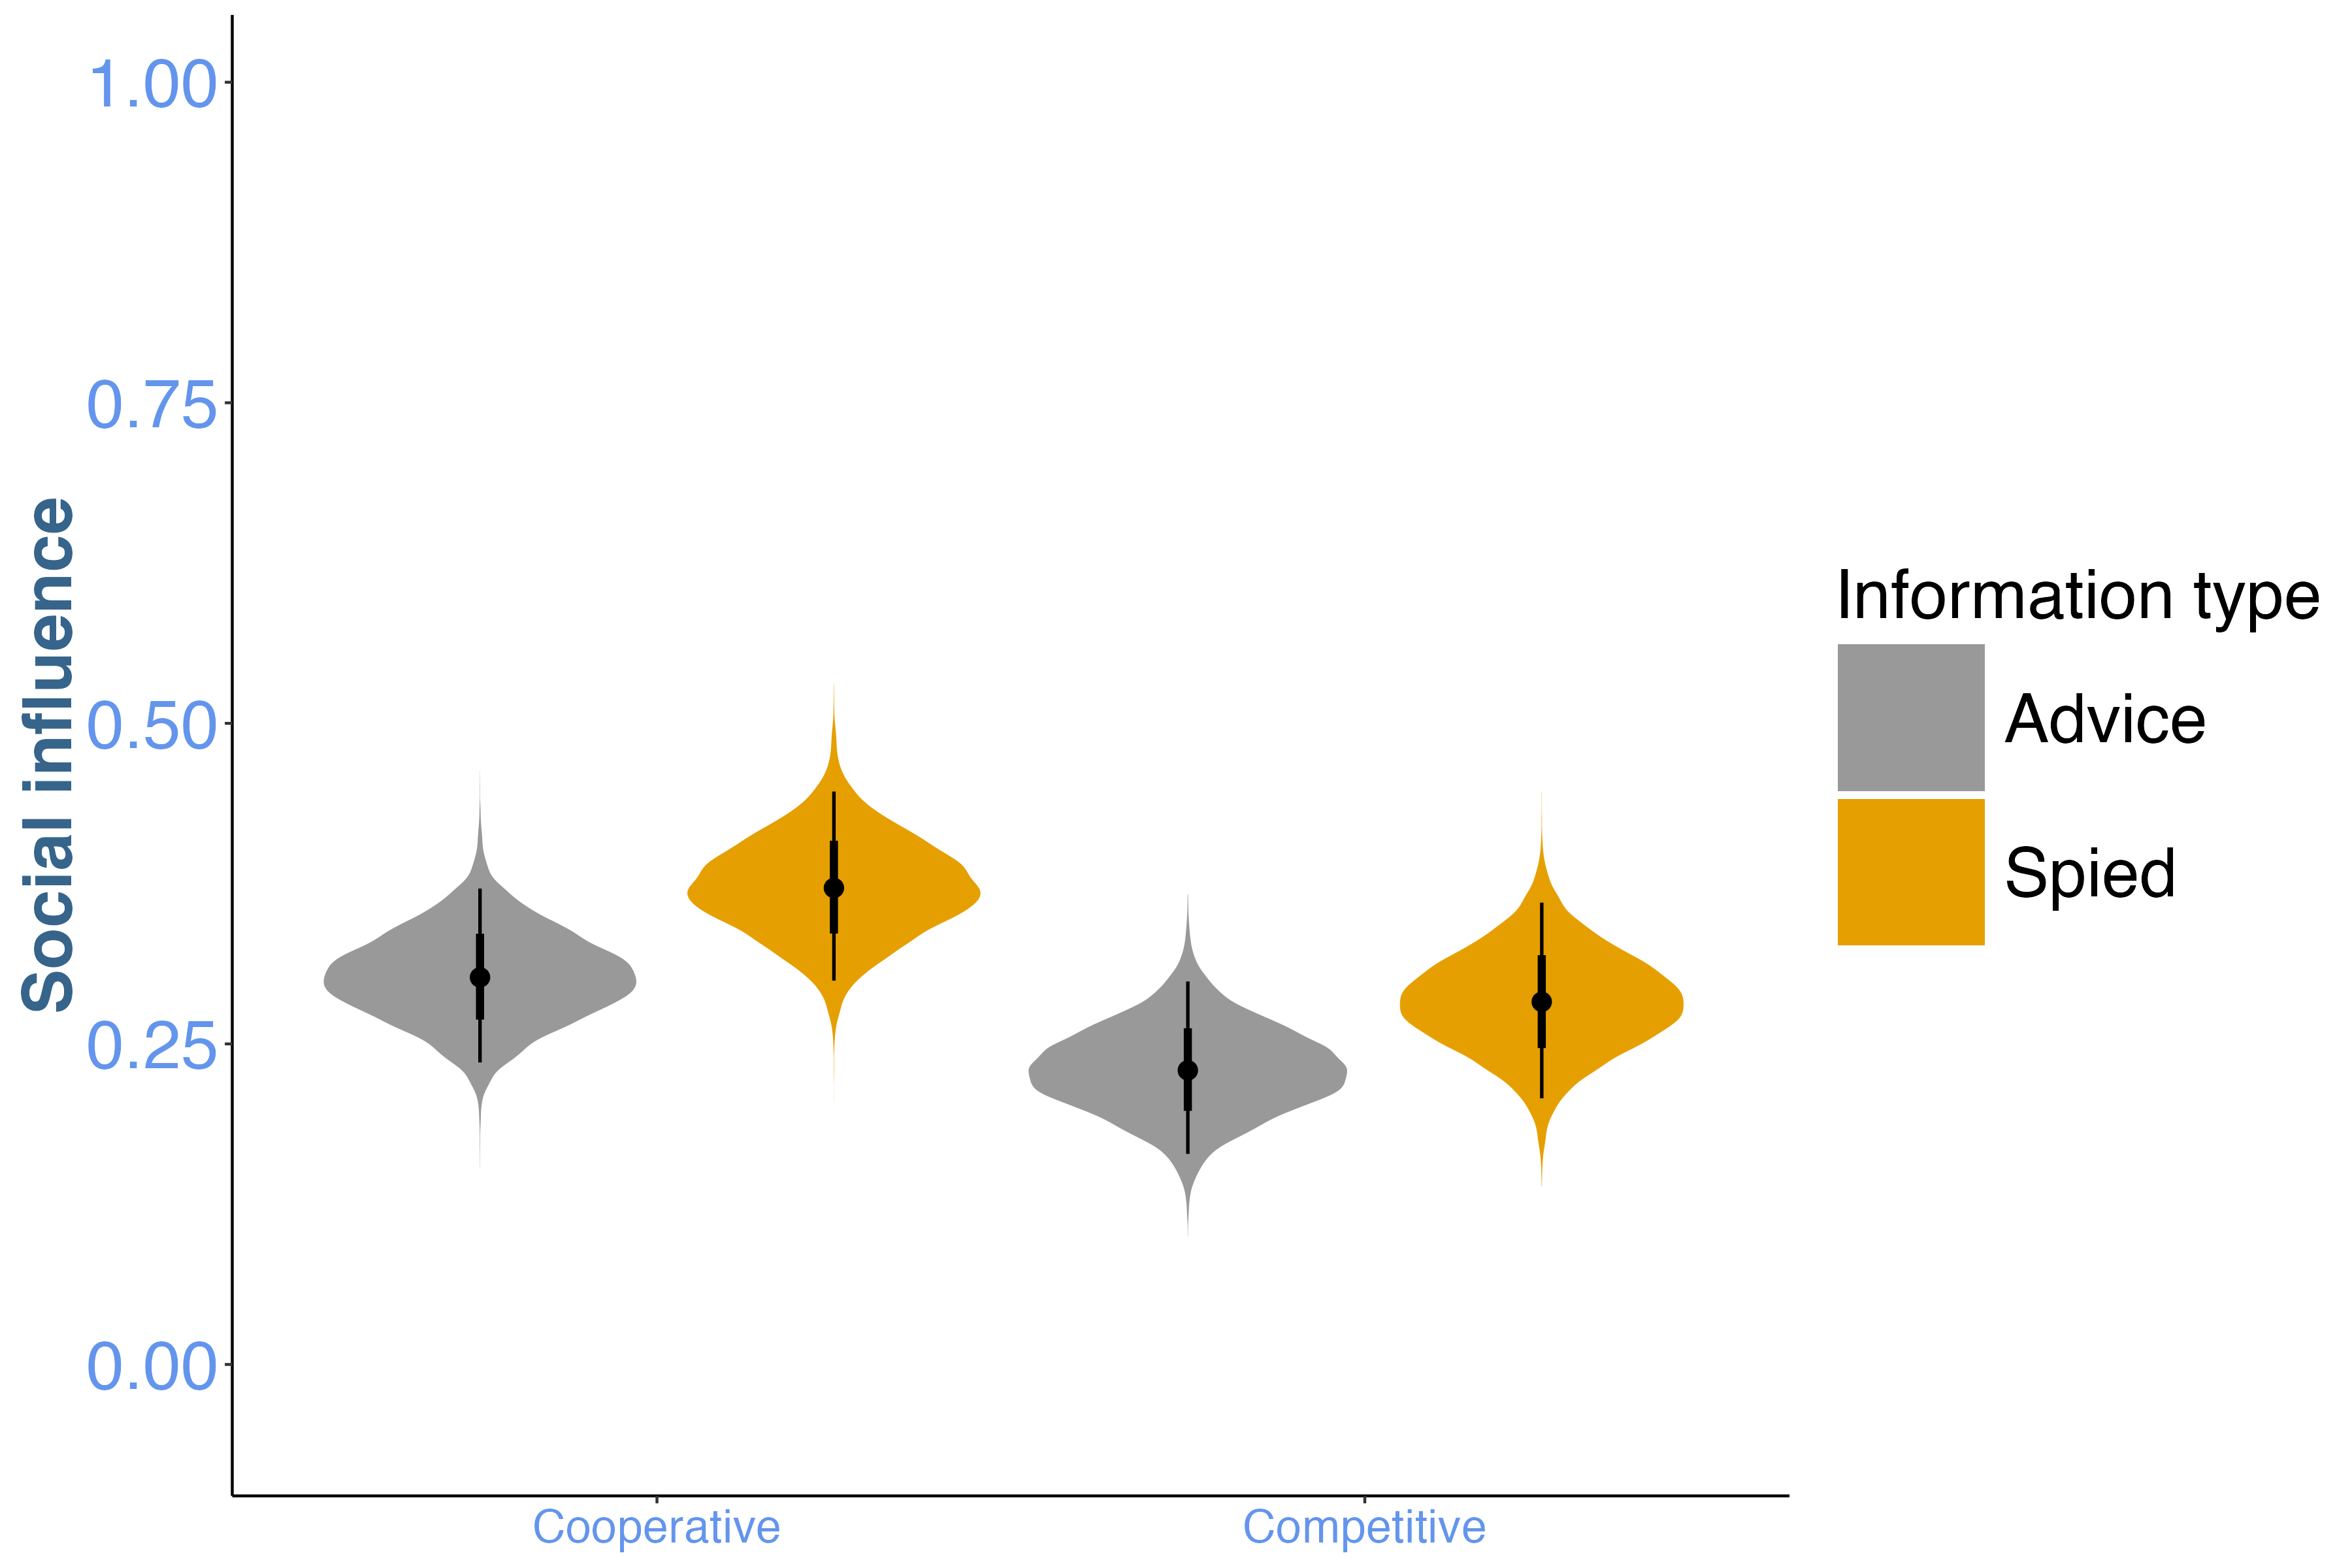 Social influence
1.00
0.75
0.50
0.25
0.00
Cooperative
Competitive
Information type
Advice
Spied